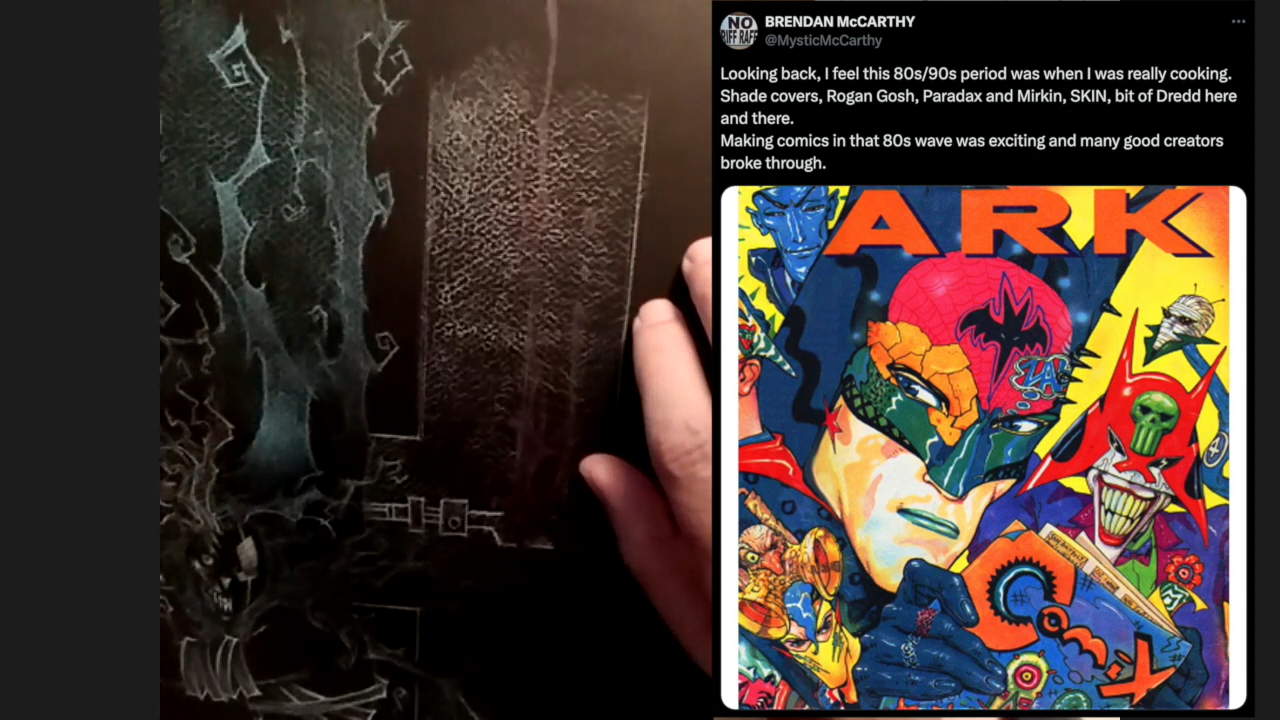 NO
RIFF RAFF
BRENDAN McCARTHY
@MysticMcCarthy
Looking back, I feel this 80s/90s period was when I was really cooking.
Shade covers, Rogan Gosh, Paradax and Mirkin, SKIN, bit of Dredd here
and there.
Making comics in that 80s wave was exciting and many good creators
broke through.
ARK
ZAP
Comix